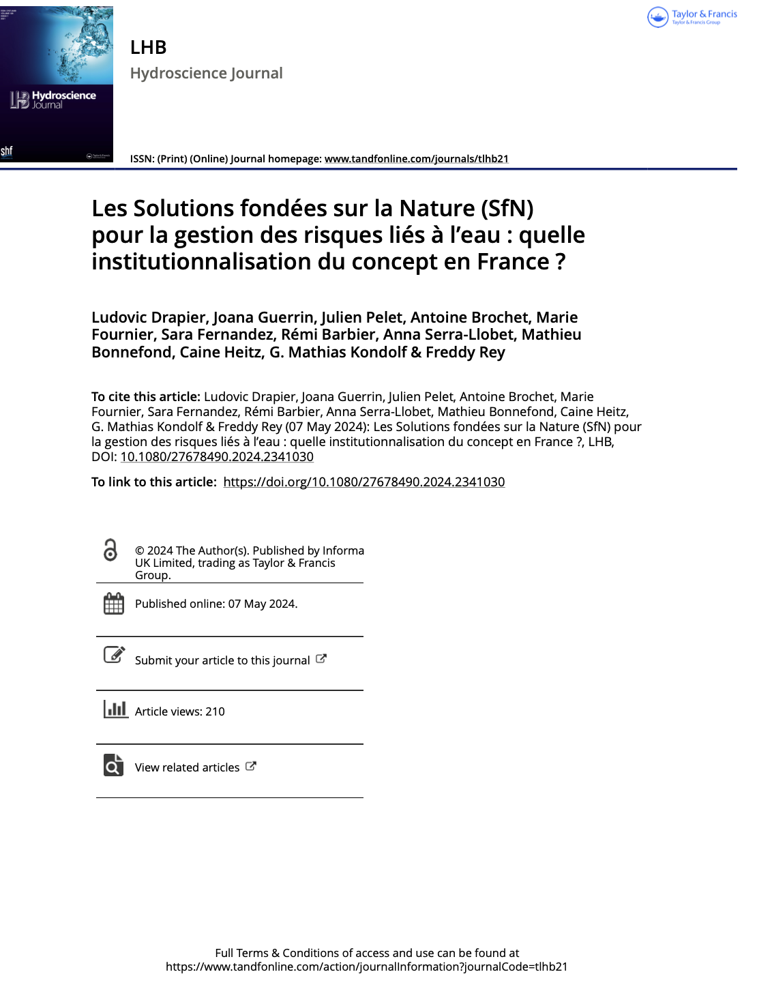 Taylor & Francis
Taylor & Francis Group
LHB
Hydroscience Journal
LHB Hydroscience
Journal
shf
Taylor & Francis
ISSN: (Print) (Online) Journal homepage: www.tandfonline.com/journals/tlhb21
Les Solutions fondées sur la Nature (SfN)
pour la gestion des risques liés à l’eau : quelle
institutionnalisation du concept en France ?
Ludovic Drapier, Joana Guerrin, Julien Pelet, Antoine Brochet, Marie
Fournier, Sara Fernandez, Rémi Barbier, Anna Serra-Llobet, Mathieu
Bonnefond, Caine Heitz, G. Mathias Kondolf & Freddy Rey
To cite this article: Ludovic Drapier, Joana Guerrin, Julien Pelet, Antoine Brochet, Marie
Fournier, Sara Fernandez, Rémi Barbier, Anna Serra-Llobet, Mathieu Bonnefond, Caine Heitz,
G. Mathias Kondolf & Freddy Rey (07 May 2024): Les Solutions fondées sur la Nature (SfN) pour
la gestion des risques liés à l’eau : quelle institutionnalisation du concept en France ?, LHB,
DOI: 10.1080/27678490.2024.2341030
To link to this article: https://doi.org/10.1080/27678490.2024.2341030
© 2024 The Author(s). Published by Informa
UK Limited, trading as Taylor & Francis
Group.
Published online: 07 May 2024.
Submit your article to this journal
Article views: 210
View related articles
Full Terms & Conditions of access and use can be found at
https://www.tandfonline.com/action/journalInformation?journalCode=tlhb21